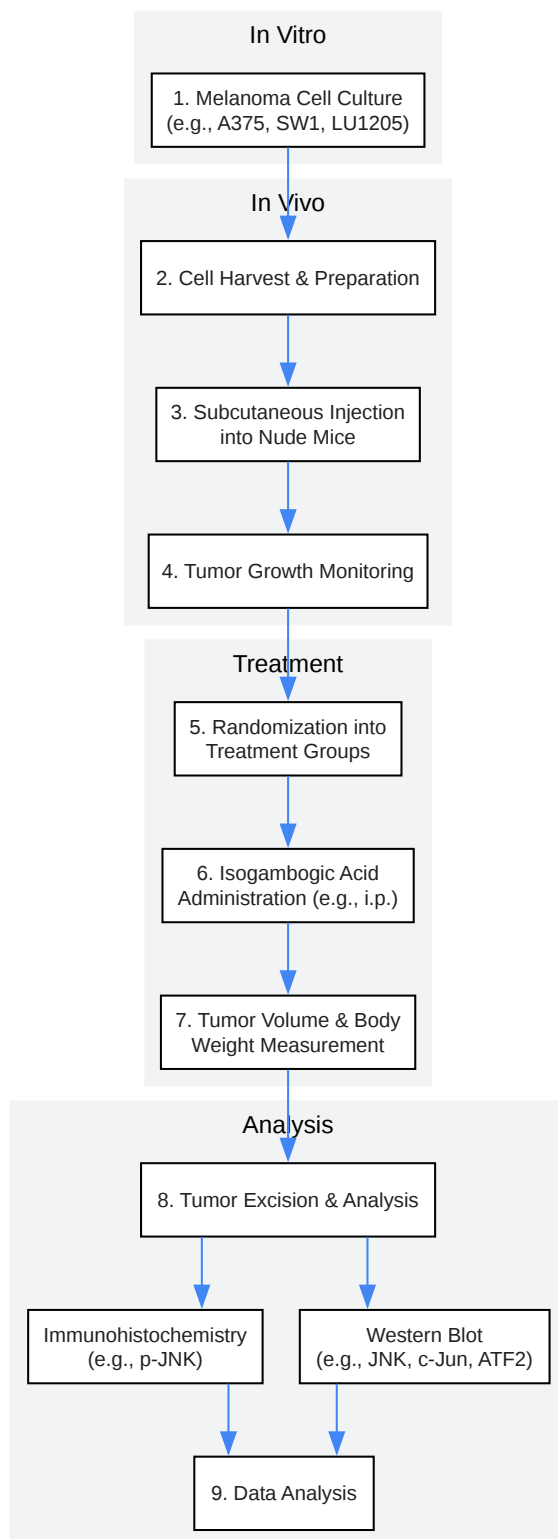 In Vitro
1. Melanoma Cell Culture
(e.g., A375, SW1, LU1205)
In Vivo
2. Cell Harvest & Preparation
3. Subcutaneous Injection
into Nude Mice
4. Tumor Growth Monitoring
Treatment
5. Randomization into
Treatment Groups
6. Isogambogic Acid
Administration (e.g., i.p.)
7. Tumor Volume & Body
Weight Measurement
Analysis
8. Tumor Excision & Analysis
Immunohistochemistry
(e.g., p-JNK)
Western Blot
(e.g., JNK, c-Jun, ATF2)
9. Data Analysis